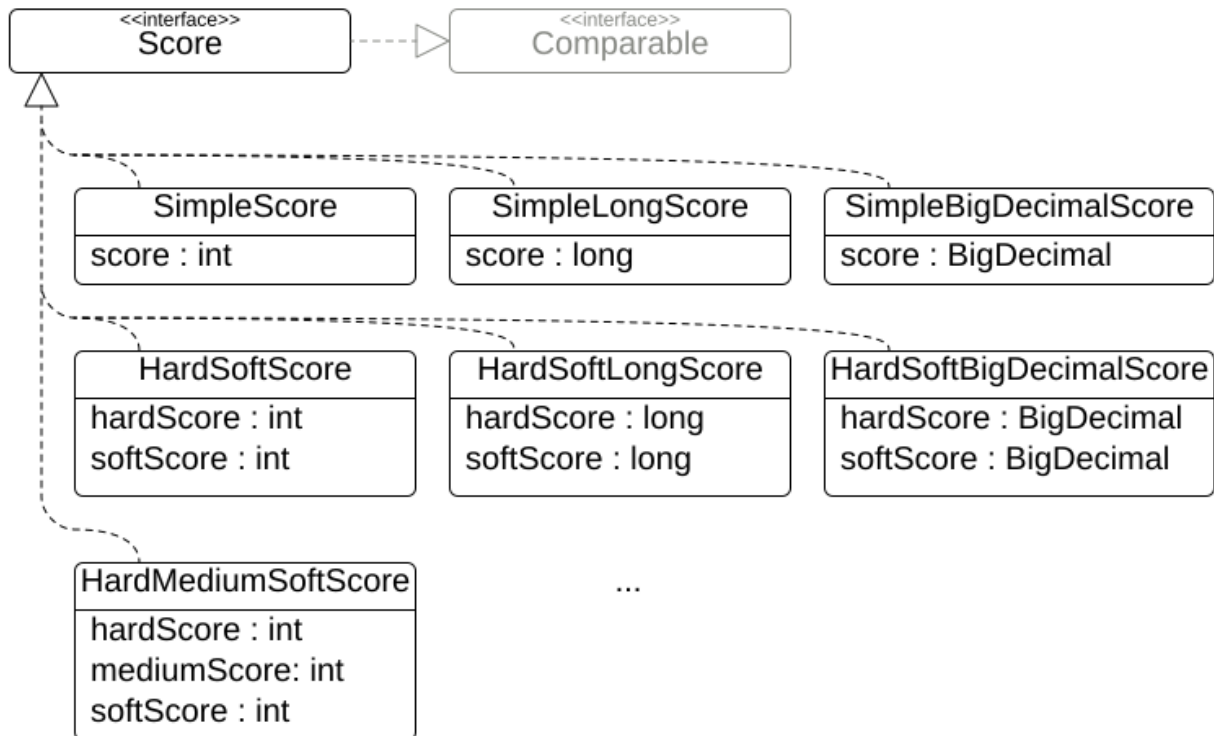 <<interface>>
Score
<<interface>>
Comparable
SimpleScore
score : int
SimpleLongScore
score : long
SimpleBigDecimalScore
score : BigDecimal
HardSoftScore
hardScore : int
softScore : int
HardSoftLongScore
hardScore : long
softScore : long
HardSoftBigDecimalScore
hardScore : BigDecimal
softScore : BigDecimal
HardMediumSoftScore
hardScore : int
mediumScore: int
softScore : int
...